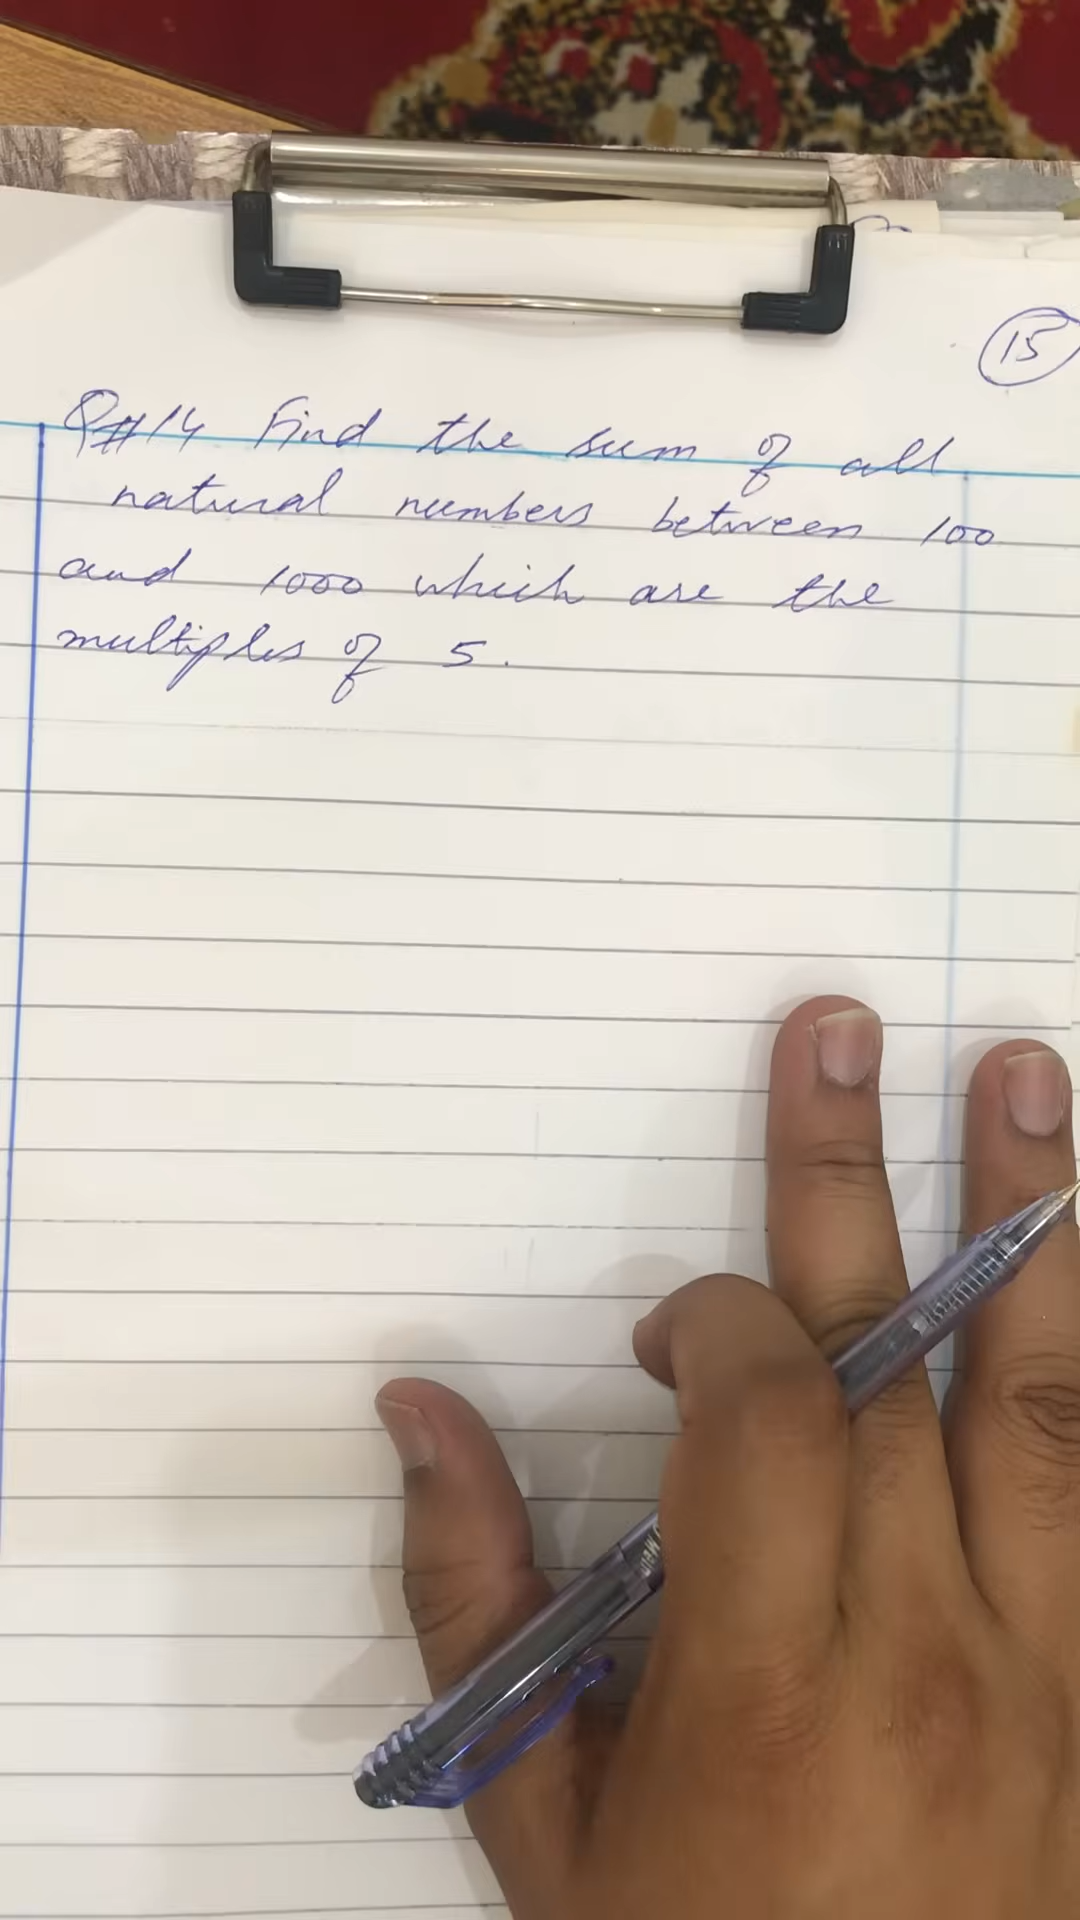 15
Q#14 Find the sum of all
natural numbers between 100
and 1000 which are the
multiples of 5.